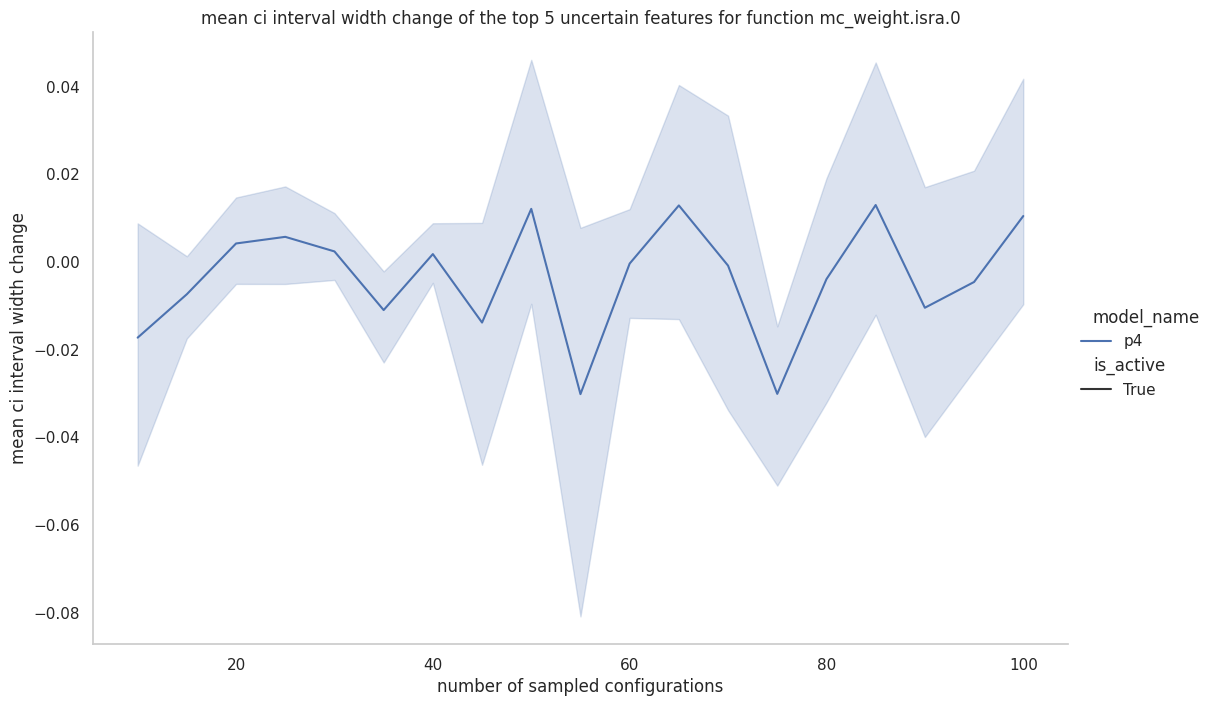 mean ci interval width change of the top 5 uncertain features for function mc_weight.isra.0
mean ci interval width change
0.04
0.02
0.00
−0.02
−0.04
−0.06
−0.08
20
40
60
80
100
number of sampled configurations
model_name
p4
is_active
True